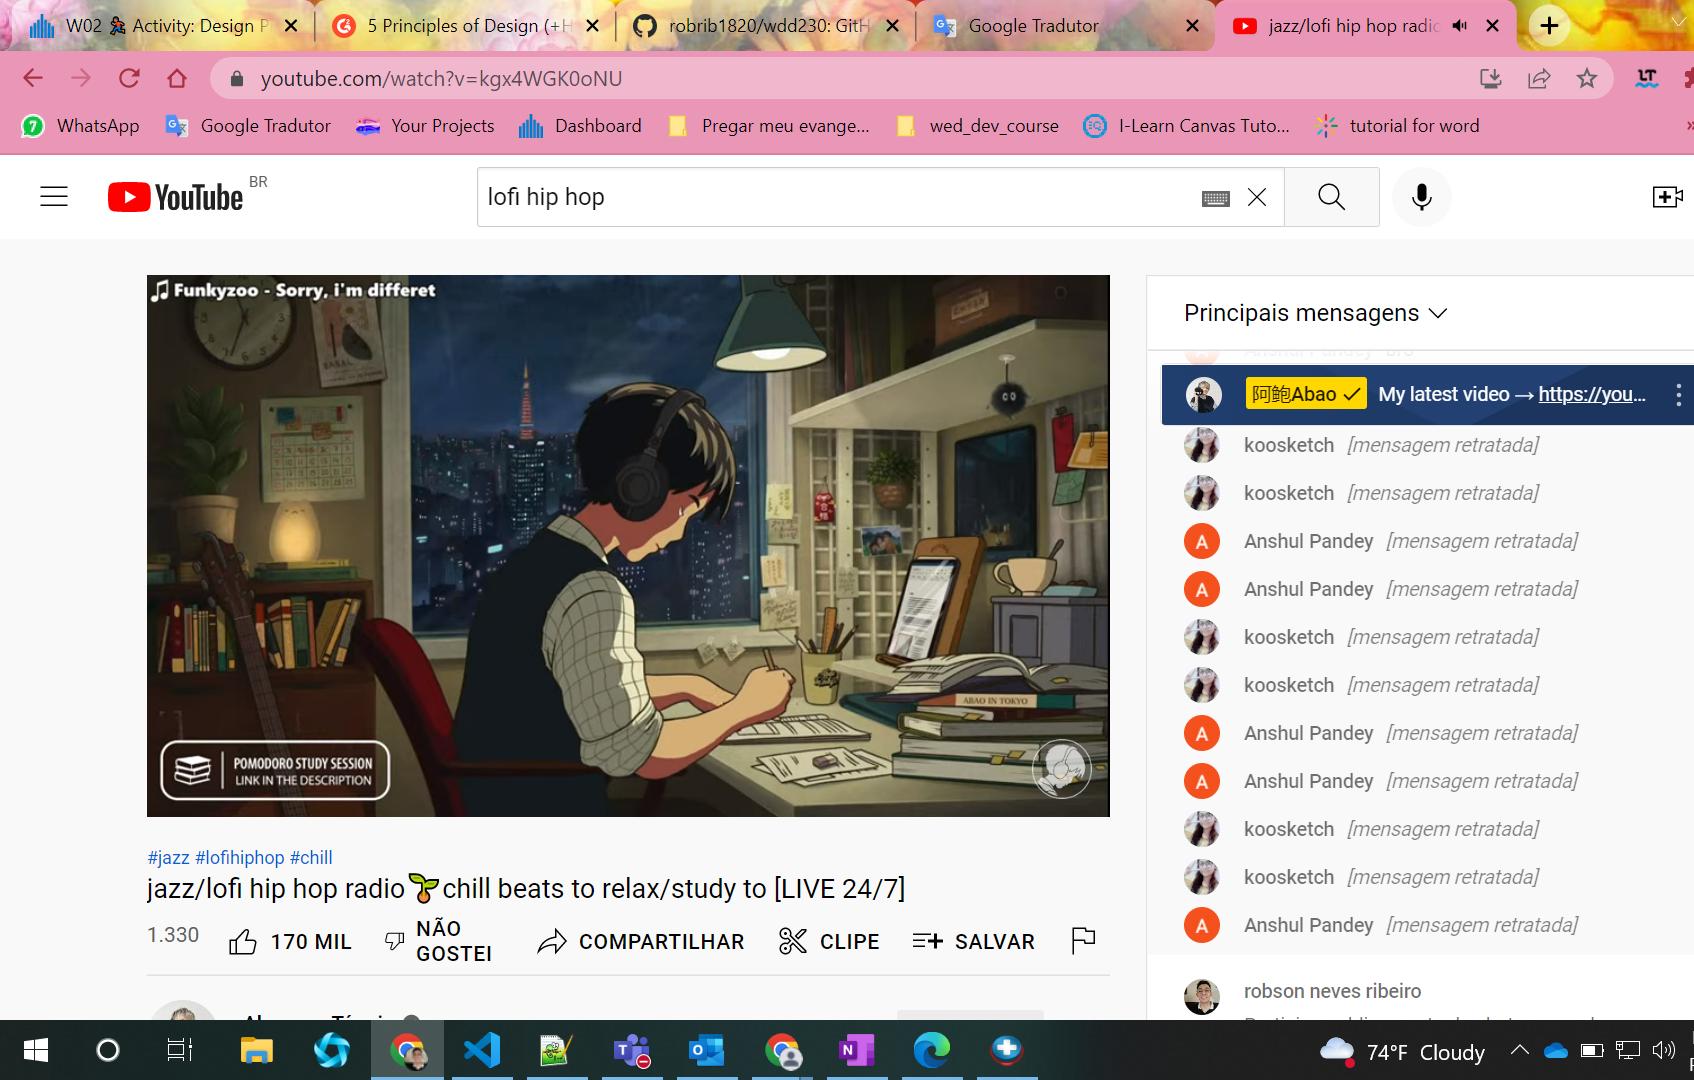 W02 🏃 Activity: Design P
5 Principles of Design (+H
robrib1820/wdd230: GitH
Google Tradutor
jazz/lofi hip hop radio
youtube.com/watch?v=kgx4WGK0oNU
WhatsApp
Google Tradutor
Your Projects
Dashboard
Pregar meu evange...
wed_dev_course
I-Learn Canvas Tuto...
tutorial for word
YouTube BR
lofi hip hop
Funkyzoo - Sorry, i'm differet
ABAO IN TOKYO
POMODORO STUDY SESSION
LINK IN THE DESCRIPTION
#jazz #lofihiphop #chill
jazz/lofi hip hop radio🌱chill beats to relax/study to [LIVE 24/7]
1.330
170 MIL
NÃO
GOSTEI
COMPARTILHAR
CLIPE
SALVAR
Principais mensagens
Anshul Pandey bro
阿鲍Abao ✓ My latest video → https://you...
koosketch [mensagem retratada]
koosketch [mensagem retratada]
Anshul Pandey [mensagem retratada]
Anshul Pandey [mensagem retratada]
koosketch [mensagem retratada]
koosketch [mensagem retratada]
Anshul Pandey [mensagem retratada]
Anshul Pandey [mensagem retratada]
koosketch [mensagem retratada]
koosketch [mensagem retratada]
Anshul Pandey [mensagem retratada]
robson neves ribeiro
74°F Cloudy